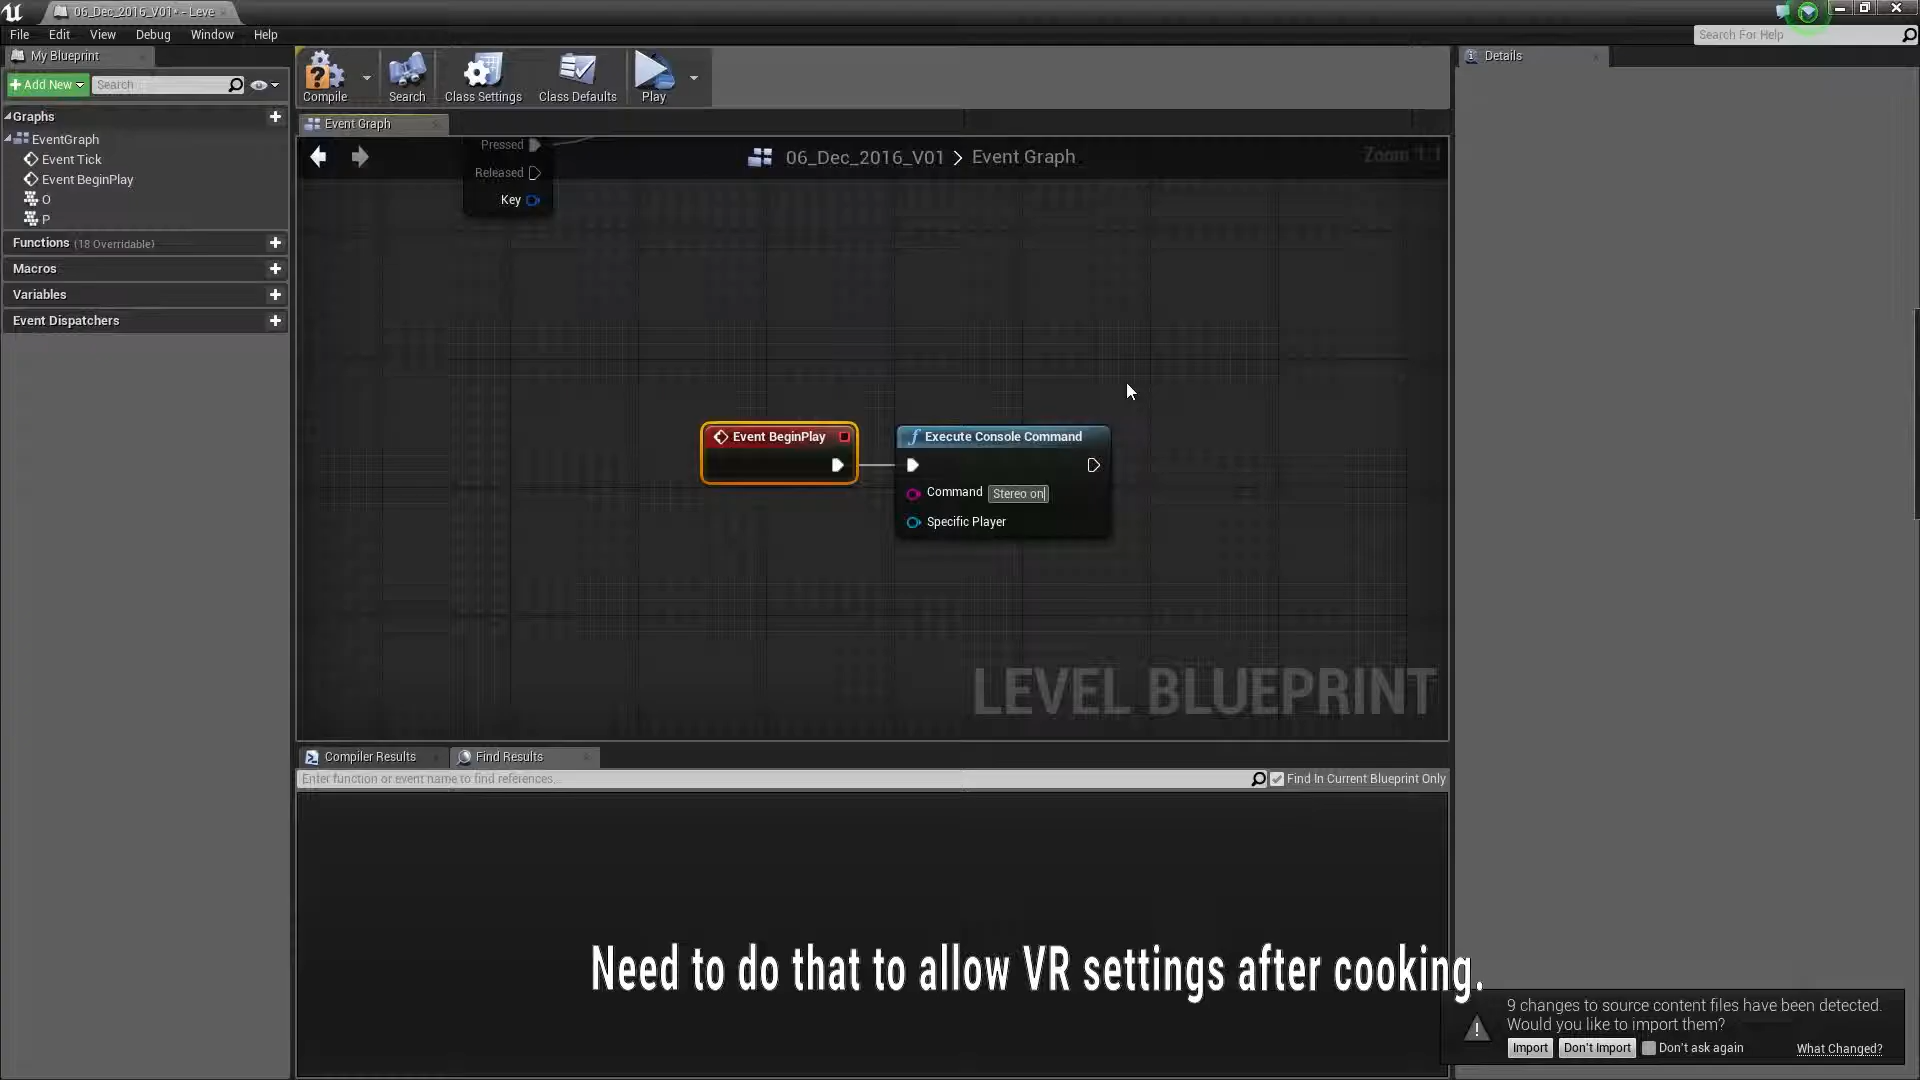 06_Dec_2016_V01* - Leve
File Edit View Debug Window Help
Search For Help
My Blueprint
Details
Add New
Search
Compile
Search
Class Settings
Class Defaults
Play
Graphs
Event Graph
EventGraph
Event Tick
Event BeginPlay
O
P
Functions (18 Overridable)
Macros
Variables
Event Dispatchers
Pressed
Released
Key
06_Dec_2016_V01 > Event Graph
Zoom 1:1
Event BeginPlay
Execute Console Command
Command Stereo on
Specific Player
LEVEL BLUEPRINT
Compiler Results
Find Results
Enter function or event name to find references...
Find In Current Blueprint Only
Need to do that to allow VR settings after cooking.
9 changes to source content files have been detected.
Would you like to import them?
Import
Don't Import
Don't ask again
What Changed?